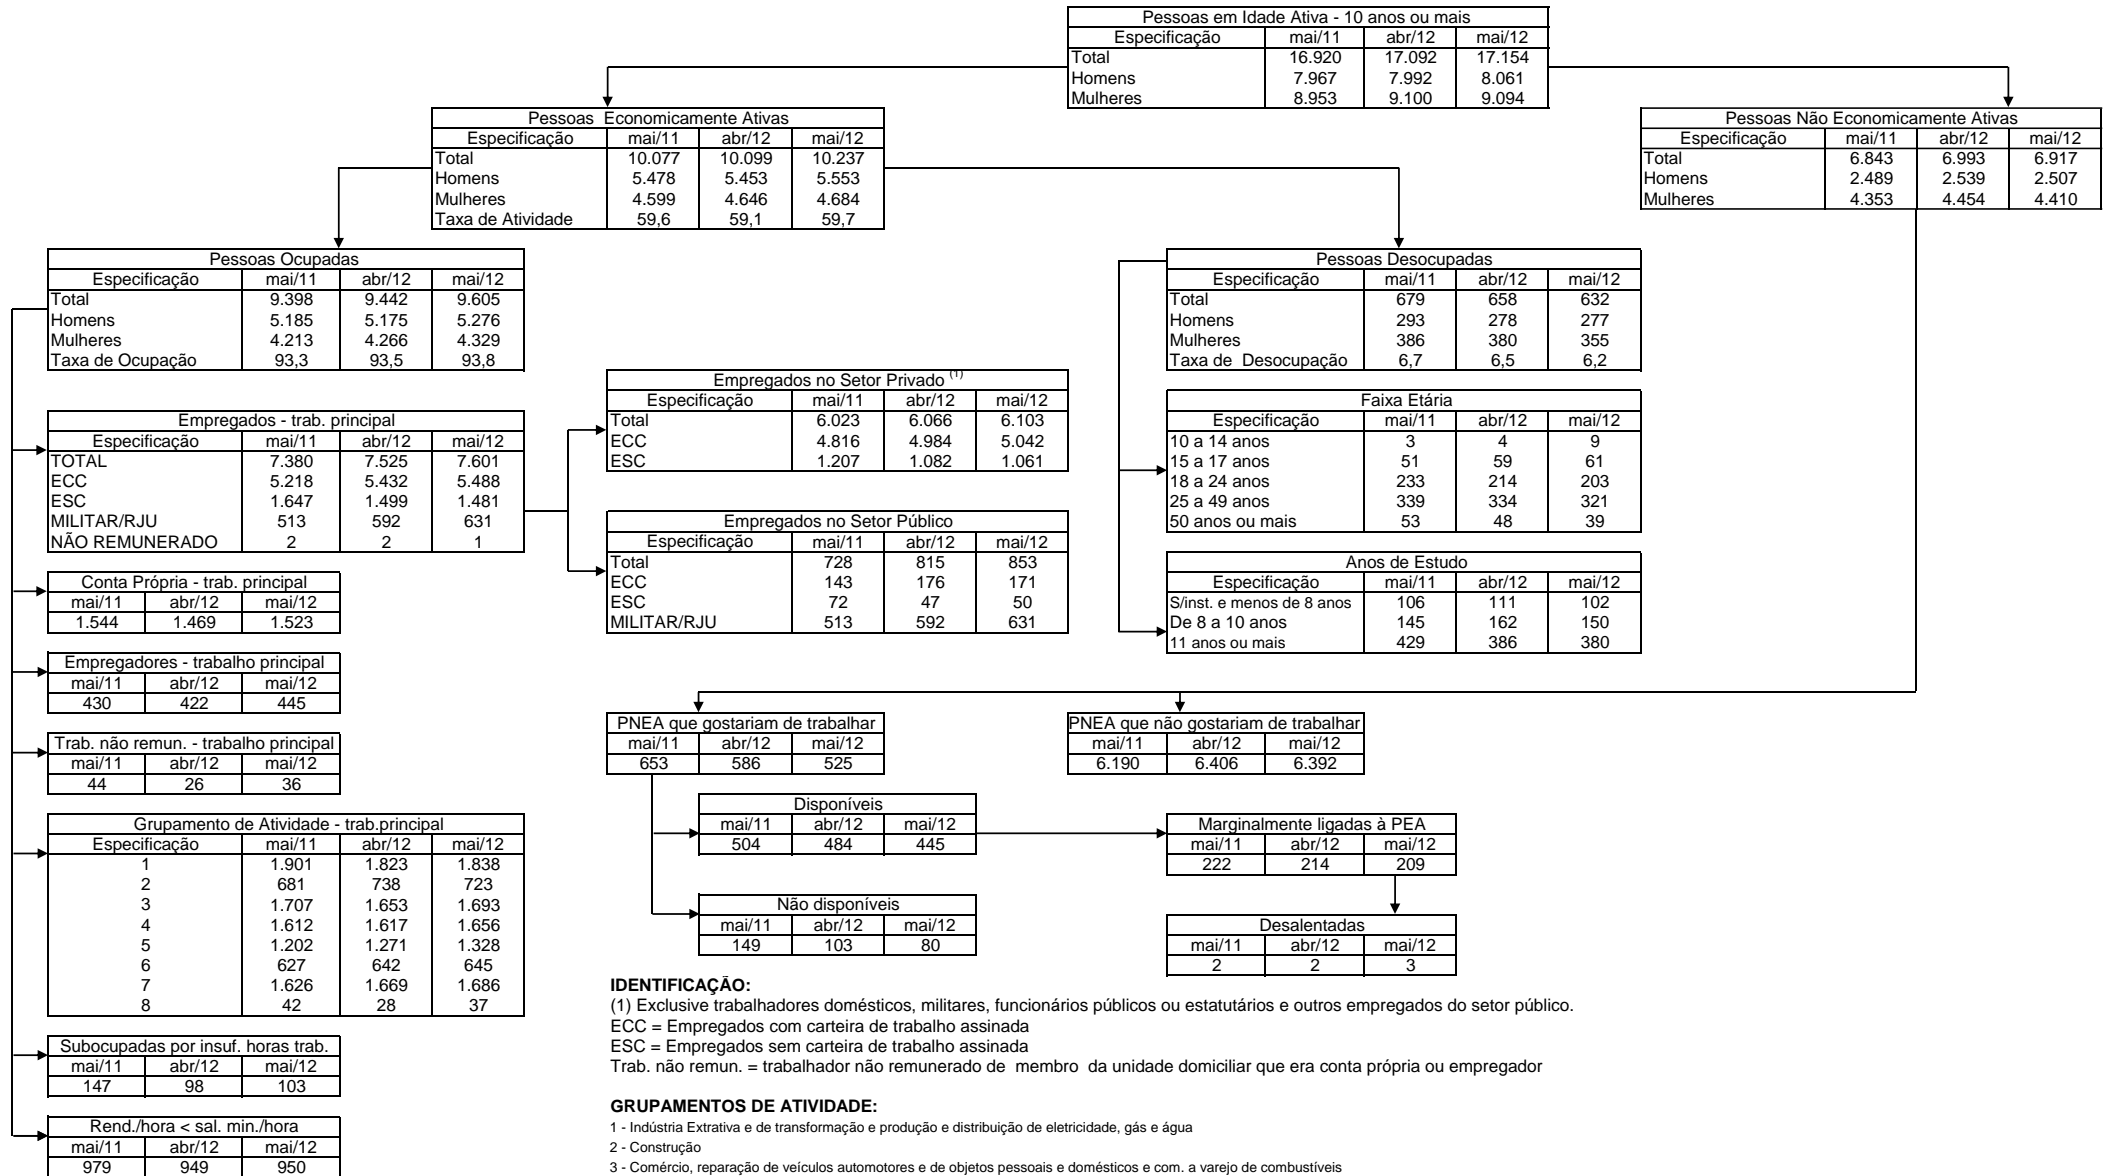 Pessoas em Idade Ativa - 10 anos ou mais
Especificação mai/11 abr/12 mai/12
Total 16.920 17.092 17.154
Homens 7.967 7.992 8.061
Mulheres 8.953 9.100 9.094
Pessoas Economicamente Ativas
Especificação mai/11 abr/12 mai/12
Total 10.077 10.099 10.237
Homens 5.478 5.453 5.553
Mulheres 4.599 4.646 4.684
Taxa de Atividade 59,6 59,1 59,7
Pessoas Não Economicamente Ativas
Especificação mai/11 abr/12 mai/12
Total 6.843 6.993 6.917
Homens 2.489 2.539 2.507
Mulheres 4.353 4.454 4.410
Pessoas Ocupadas
Especificação mai/11 abr/12 mai/12
Total 9.398 9.442 9.605
Homens 5.185 5.175 5.276
Mulheres 4.213 4.266 4.329
Taxa de Ocupação 93,3 93,5 93,8
Pessoas Desocupadas
Especificação mai/11 abr/12 mai/12
Total 679 658 632
Homens 293 278 277
Mulheres 386 380 355
Taxa de Desocupação 6,7 6,5 6,2
Empregados - trab. principal
Especificação mai/11 abr/12 mai/12
TOTAL 7.380 7.525 7.601
ECC 5.218 5.432 5.488
ESC 1.647 1.499 1.481
MILITAR/RJU 513 592 631
NÃO REMUNERADO 2 2 1
Empregados no Setor Privado (1)
Especificação mai/11 abr/12 mai/12
Total 6.023 6.066 6.103
ECC 4.816 4.984 5.042
ESC 1.207 1.082 1.061
Faixa Etária
Especificação mai/11 abr/12 mai/12
10 a 14 anos 3 4 9
15 a 17 anos 51 59 61
18 a 24 anos 233 214 203
25 a 49 anos 339 334 321
50 anos ou mais 53 48 39
Empregados no Setor Público
Especificação mai/11 abr/12 mai/12
Total 728 815 853
ECC 143 176 171
ESC 72 47 50
MILITAR/RJU 513 592 631
Anos de Estudo
Especificação mai/11 abr/12 mai/12
S/inst. e menos de 8 anos 106 111 102
De 8 a 10 anos 145 162 150
11 anos ou mais 429 386 380
Conta Própria - trab. principal
mai/11 abr/12 mai/12
1.544 1.469 1.523
Empregadores - trabalho principal
mai/11 abr/12 mai/12
430 422 445
Trab. não remun. - trabalho principal
mai/11 abr/12 mai/12
44 26 36
PNEA que gostariam de trabalhar
mai/11 abr/12 mai/12
653 586 525
PNEA que não gostariam de trabalhar
mai/11 abr/12 mai/12
6.190 6.406 6.392
Disponíveis
mai/11 abr/12 mai/12
504 484 445
Marginalmente ligadas à PEA
mai/11 abr/12 mai/12
222 214 209
Não disponíveis
mai/11 abr/12 mai/12
149 103 80
Desalentadas
mai/11 abr/12 mai/12
2 2 3
Grupamento de Atividade - trab.principal
Especificação mai/11 abr/12 mai/12
1 1.901 1.823 1.838
2 681 738 723
3 1.707 1.653 1.693
4 1.612 1.617 1.656
5 1.202 1.271 1.328
6 627 642 645
7 1.626 1.669 1.686
8 42 28 37
Subocupadas por insuf. horas trab.
mai/11 abr/12 mai/12
147 98 103
Rend./hora < sal. min./hora
mai/11 abr/12 mai/12
979 949 950
IDENTIFICAÇÃO:
(1) Exclusive trabalhadores domésticos, militares, funcionários públicos ou estatutários e outros empregados do setor público.
ECC = Empregados com carteira de trabalho assinada
ESC = Empregados sem carteira de trabalho assinada
Trab. não remun. = trabalhador não remunerado de membro da unidade domiciliar que era conta própria ou empregador
GRUPAMENTOS DE ATIVIDADE:
1 - Indústria Extrativa e de transformação e produção e distribuição de eletricidade, gás e água
2 - Construção
3 - Comércio, reparação de veículos automotores e de objetos pessoais e domésticos e com. a varejo de combustíveis